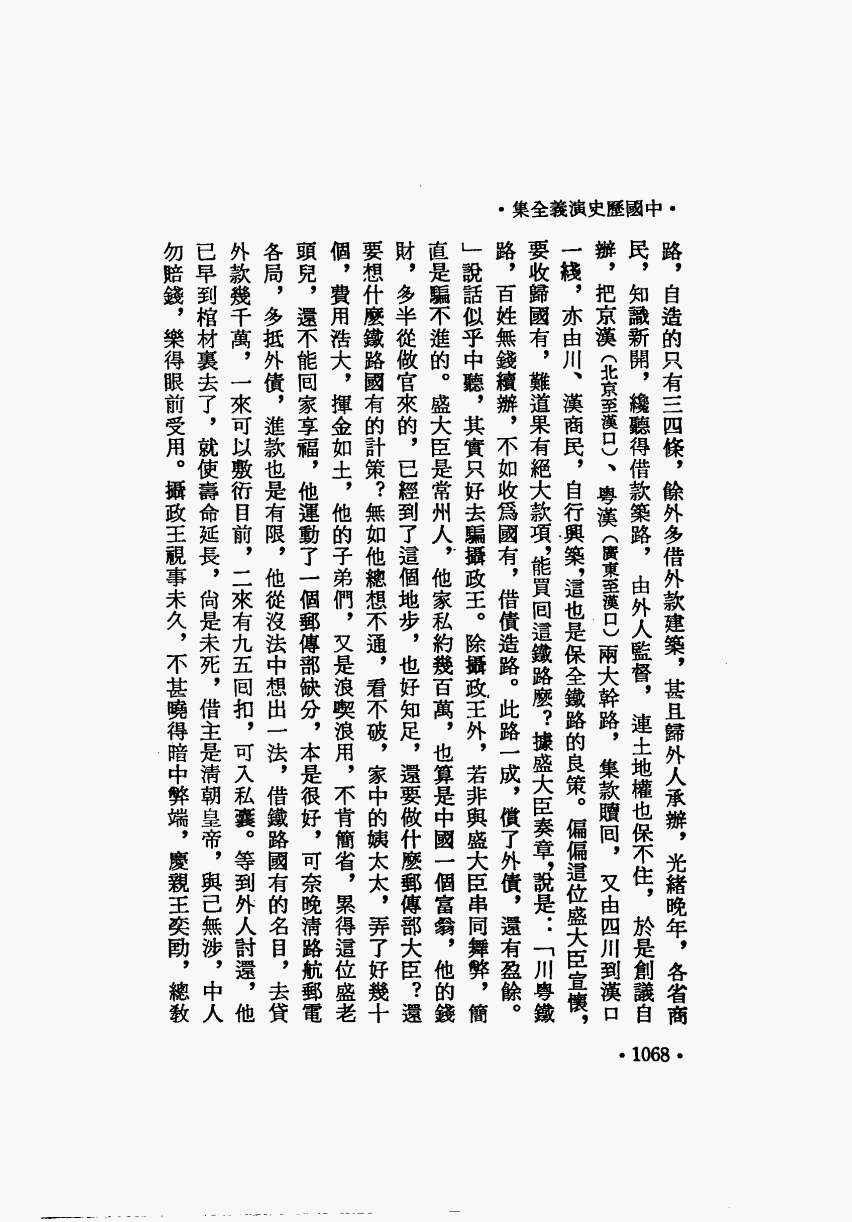 •中國歷史演義全集•
路，自造的只有三四條，餘外多借外款建築，甚且歸外人承辦，光緒晚年，各省商
民，知識新開，纔聽得借款築路，由外人監督，連土地權也保不住，於是創議自
辦，把京漢（北京至漢口）、粵漢（廣東至漢口）兩大幹路，集款贖回，又由四川到漢口
一綫，亦由川、漢商民，自行興築，這也是保全鐵路的良策。偏偏這位盛大臣宣懷，
要收歸國有，難道果有絕大款項，能買回這鐵路麼？據盛大臣奏章，說是：「川粵鐵
路，百姓無錢續辦，不如收爲國有，借債造路。此路一成，償了外債，還有盈餘。
」說話似乎中聽，其實只好去騙攝政王。除攝政王外，若非與盛大臣串同舞弊，簡
直是騙不進的。盛大臣是常州人，他家私約幾百萬，也算是中國一個富翁，他的錢
財，多半從做官來的，已經到了這個地步，也好知足，還要做什麼郵傳部大臣？還
要想什麼鐵路國有的計策？無如他總想不通，看不破，家中的姨太太，弄了好幾十
個，費用浩大，揮金如土，他的子弟們，又是浪喫浪用，不肯簡省，累得這位盛老
頭兒，還不能回家享福，他運動了一個郵傳部缺分，本是很好，可奈晚清路航郵電
各局，多抵外債，進款也是有限，他從沒法中想出一法，借鐵路國有的名目，去貸
外款幾千萬，一來可以敷衍目前，二來有九五回扣，可入私囊。等到外人討還，他
已早到棺材裏去了，就使壽命延長，尙是未死，借主是清朝皇帝，與己無涉，中人
勿賠錢，樂得眼前受用。攝政王視事未久，不甚曉得暗中弊端，慶親王奕劻，總敎
•1068•